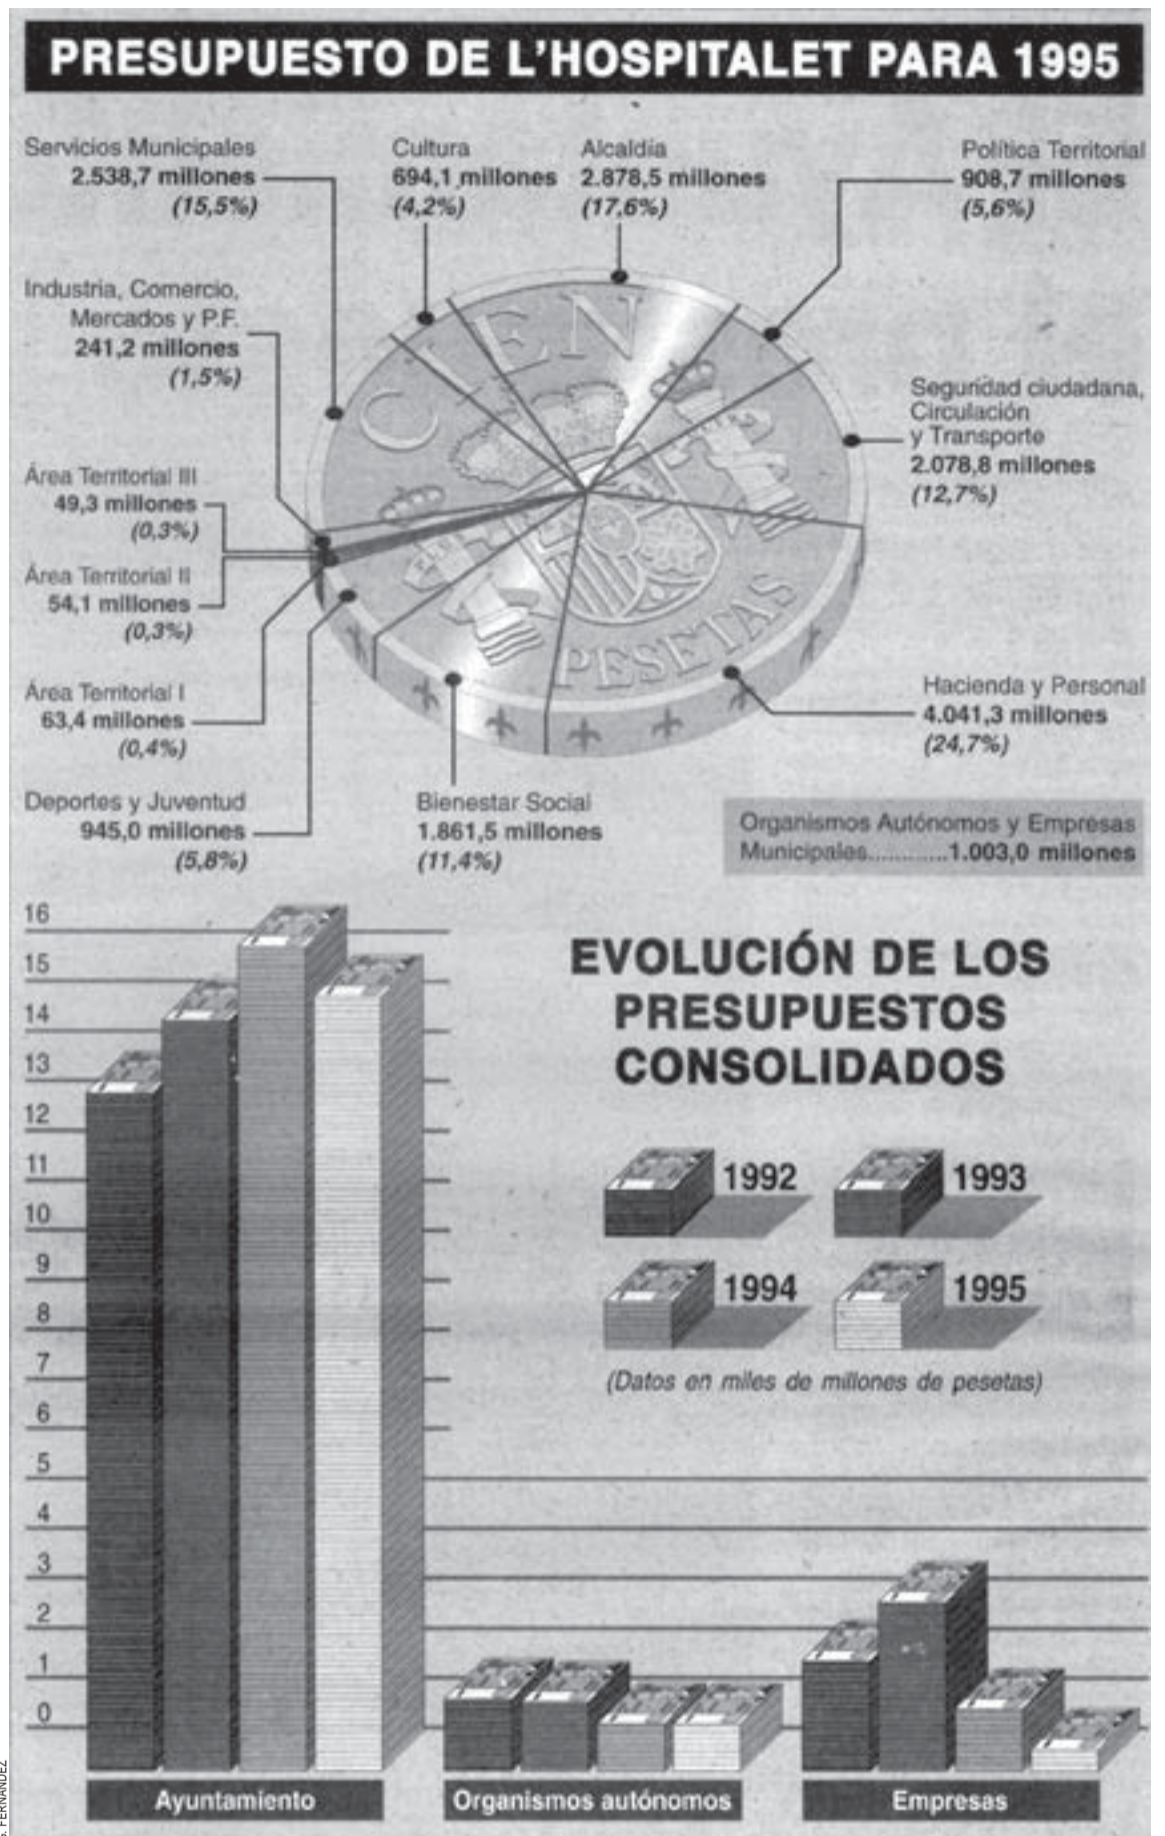 PRESUPUESTO DE L'HOSPITALET PARA 1995
Servicios Municipales
2.538,7 millones
(15,5%)
Cultura
694,1 millones
(4,2%)
Alcaldía
2.878,5 millones
(17,6%)
Política Territorial
908,7 millones
(5,6%)
Industria, Comercio,
Mercados y P.F.
241,2 millones
(1,5%)
Seguridad ciudadana,
Circulación
y Transporte
2.078,8 millones
(12,7%)
Área Territorial III
49,3 millones
(0,3%)
Área Territorial II
54,1 millones
(0,3%)
Área Territorial I
63,4 millones
(0,4%)
Hacienda y Personal
4.041,3 millones
(24,7%)
Deportes y Juventud
945,0 millones
(5,8%)
Bienestar Social
1.861,5 millones
(11,4%)
CIEN
PESETAS
Organismos Autónomos y Empresas
Municipales............1.003,0 millones
EVOLUCIÓN DE LOS
PRESUPUESTOS
CONSOLIDADOS
1992
1993
1994
1995
(Datos en miles de millones de pesetas)
16
15
14
13
12
11
10
9
8
7
6
5
4
3
2
1
0
Ayuntamiento
Organismos autónomos
Empresas
FERNÁNDEZ